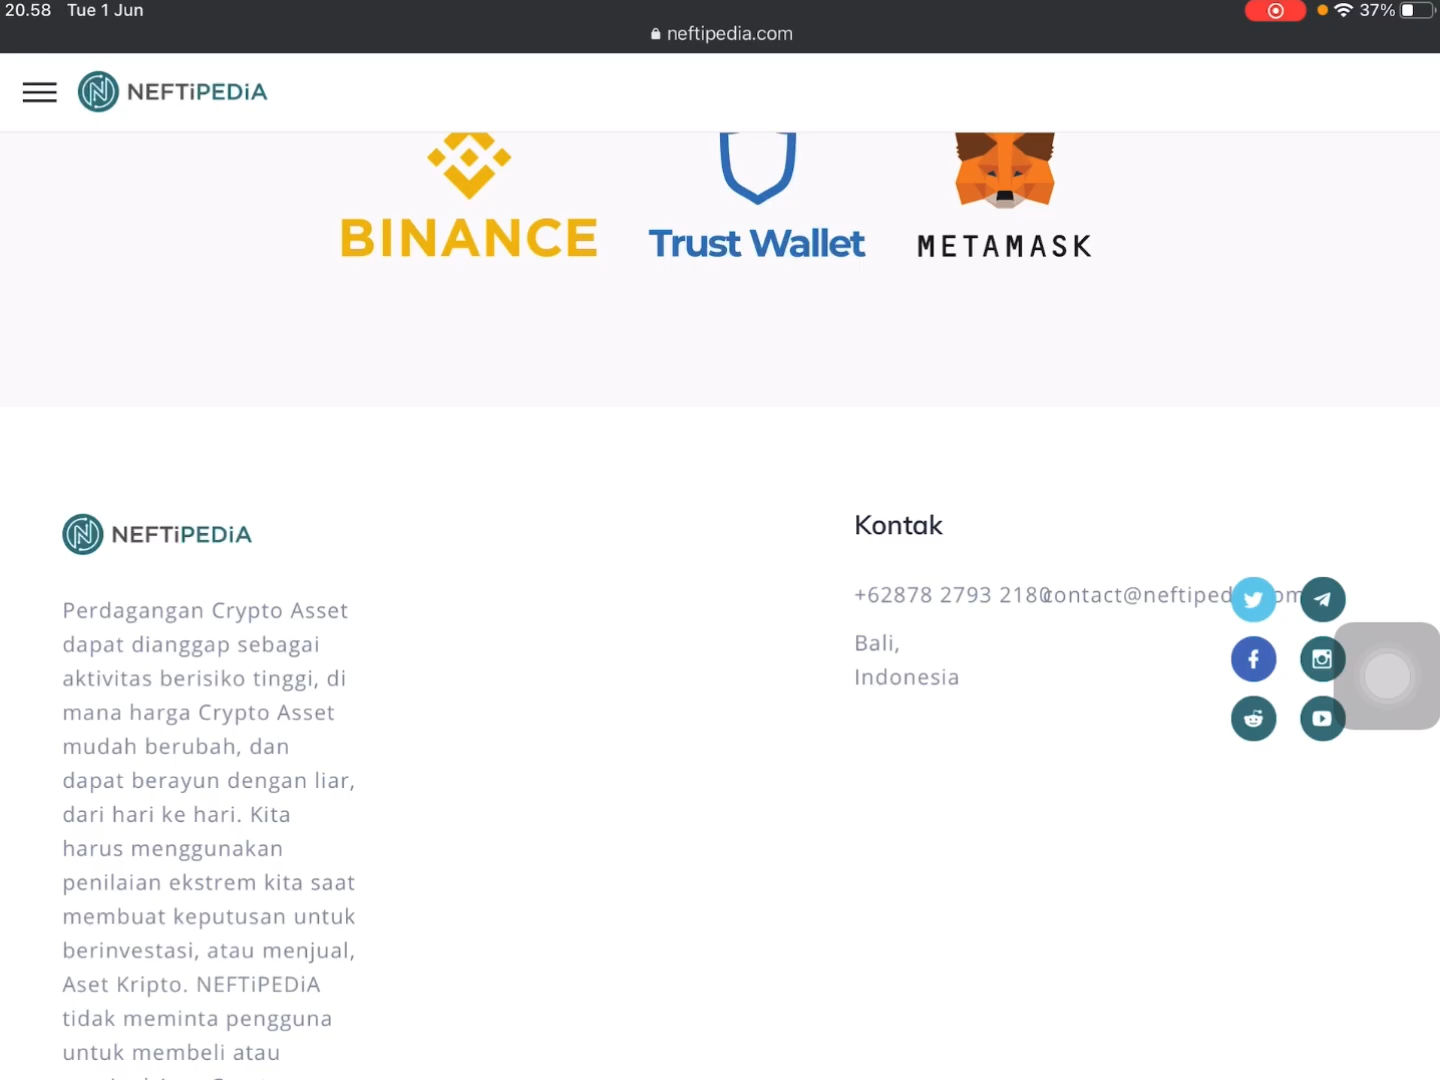 20.58 Tue 1 Jun
37%
neftipedia.com
NEFTiPEDiA
BINANCE
Trust Wallet
METAMASK
NEFTiPEDiA
Kontak
+62878 2793 2180
contact@neftiped om
Bali,
Indonesia
Perdagangan Crypto Asset
dapat dianggap sebagai
aktivitas berisiko tinggi, di
mana harga Crypto Asset
mudah berubah, dan
dapat berayun dengan liar,
dari hari ke hari. Kita
harus menggunakan
penilaian ekstrem kita saat
membuat keputusan untuk
berinvestasi, atau menjual,
Aset Kripto. NEFTiPEDiA
tidak meminta pengguna
untuk membeli atau